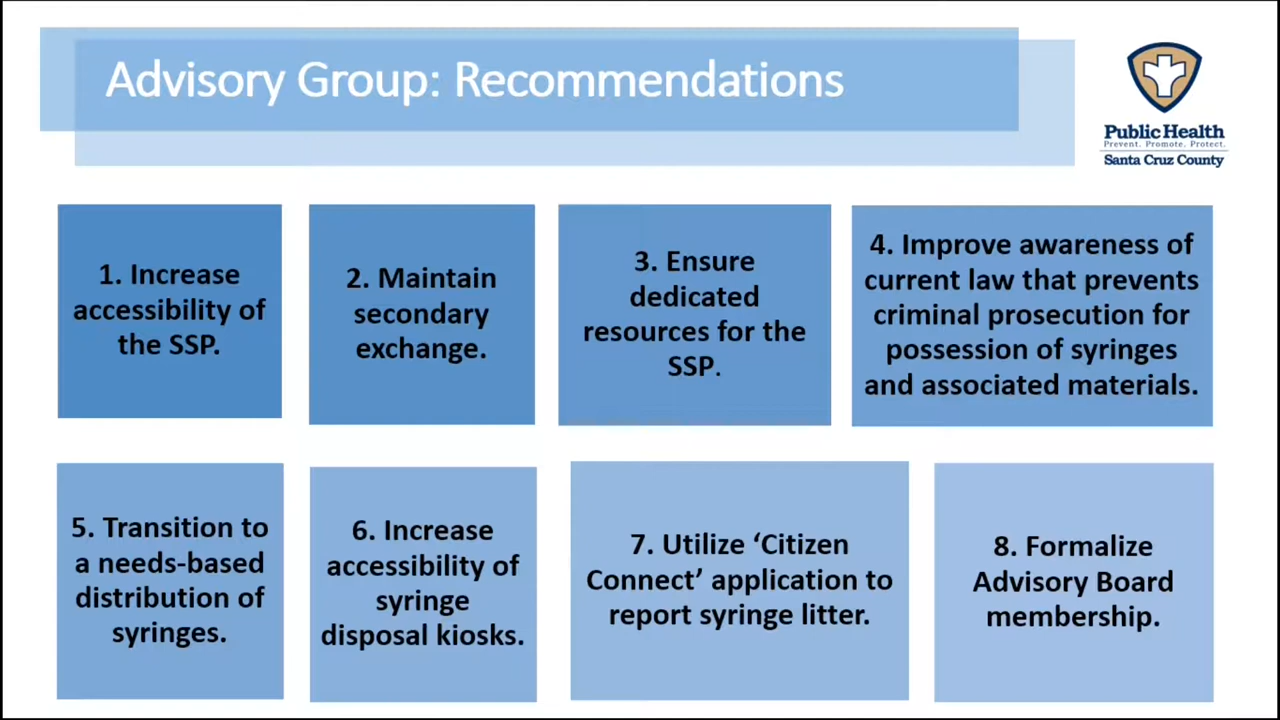 Advisory Group: Recommendations
Public Health
Prevent. Promote. Protect.
Santa Cruz County
1. Increase
accessibility of
the SSP.
2. Maintain
secondary
exchange.
3. Ensure
dedicated
resources for the
SSP.
4. Improve awareness of
current law that prevents
criminal prosecution for
possession of syringes
and associated materials.
5. Transition to
a needs-based
distribution of
syringes.
6. Increase
accessibility of
syringe
disposal kiosks.
7. Utilize ‘Citizen
Connect’ application to
report syringe litter.
8. Formalize
Advisory Board
membership.